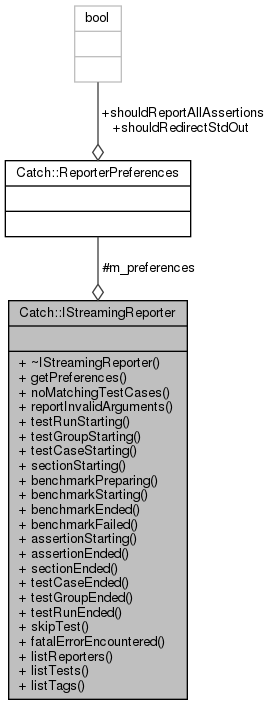 bool
+shouldReportAllAssertions
+shouldRedirectStdOut
Catch::ReporterPreferences
#m_preferences
Catch::IStreamingReporter
+ ~IStreamingReporter()
+ getPreferences()
+ noMatchingTestCases()
+ reportInvalidArguments()
+ testRunStarting()
+ testGroupStarting()
+ testCaseStarting()
+ sectionStarting()
+ benchmarkPreparing()
+ benchmarkStarting()
+ benchmarkEnded()
+ benchmarkFailed()
+ assertionStarting()
+ assertionEnded()
+ sectionEnded()
+ testCaseEnded()
+ testGroupEnded()
+ testRunEnded()
+ skipTest()
+ fatalErrorEncountered()
+ listReporters()
+ listTests()
+ listTags()